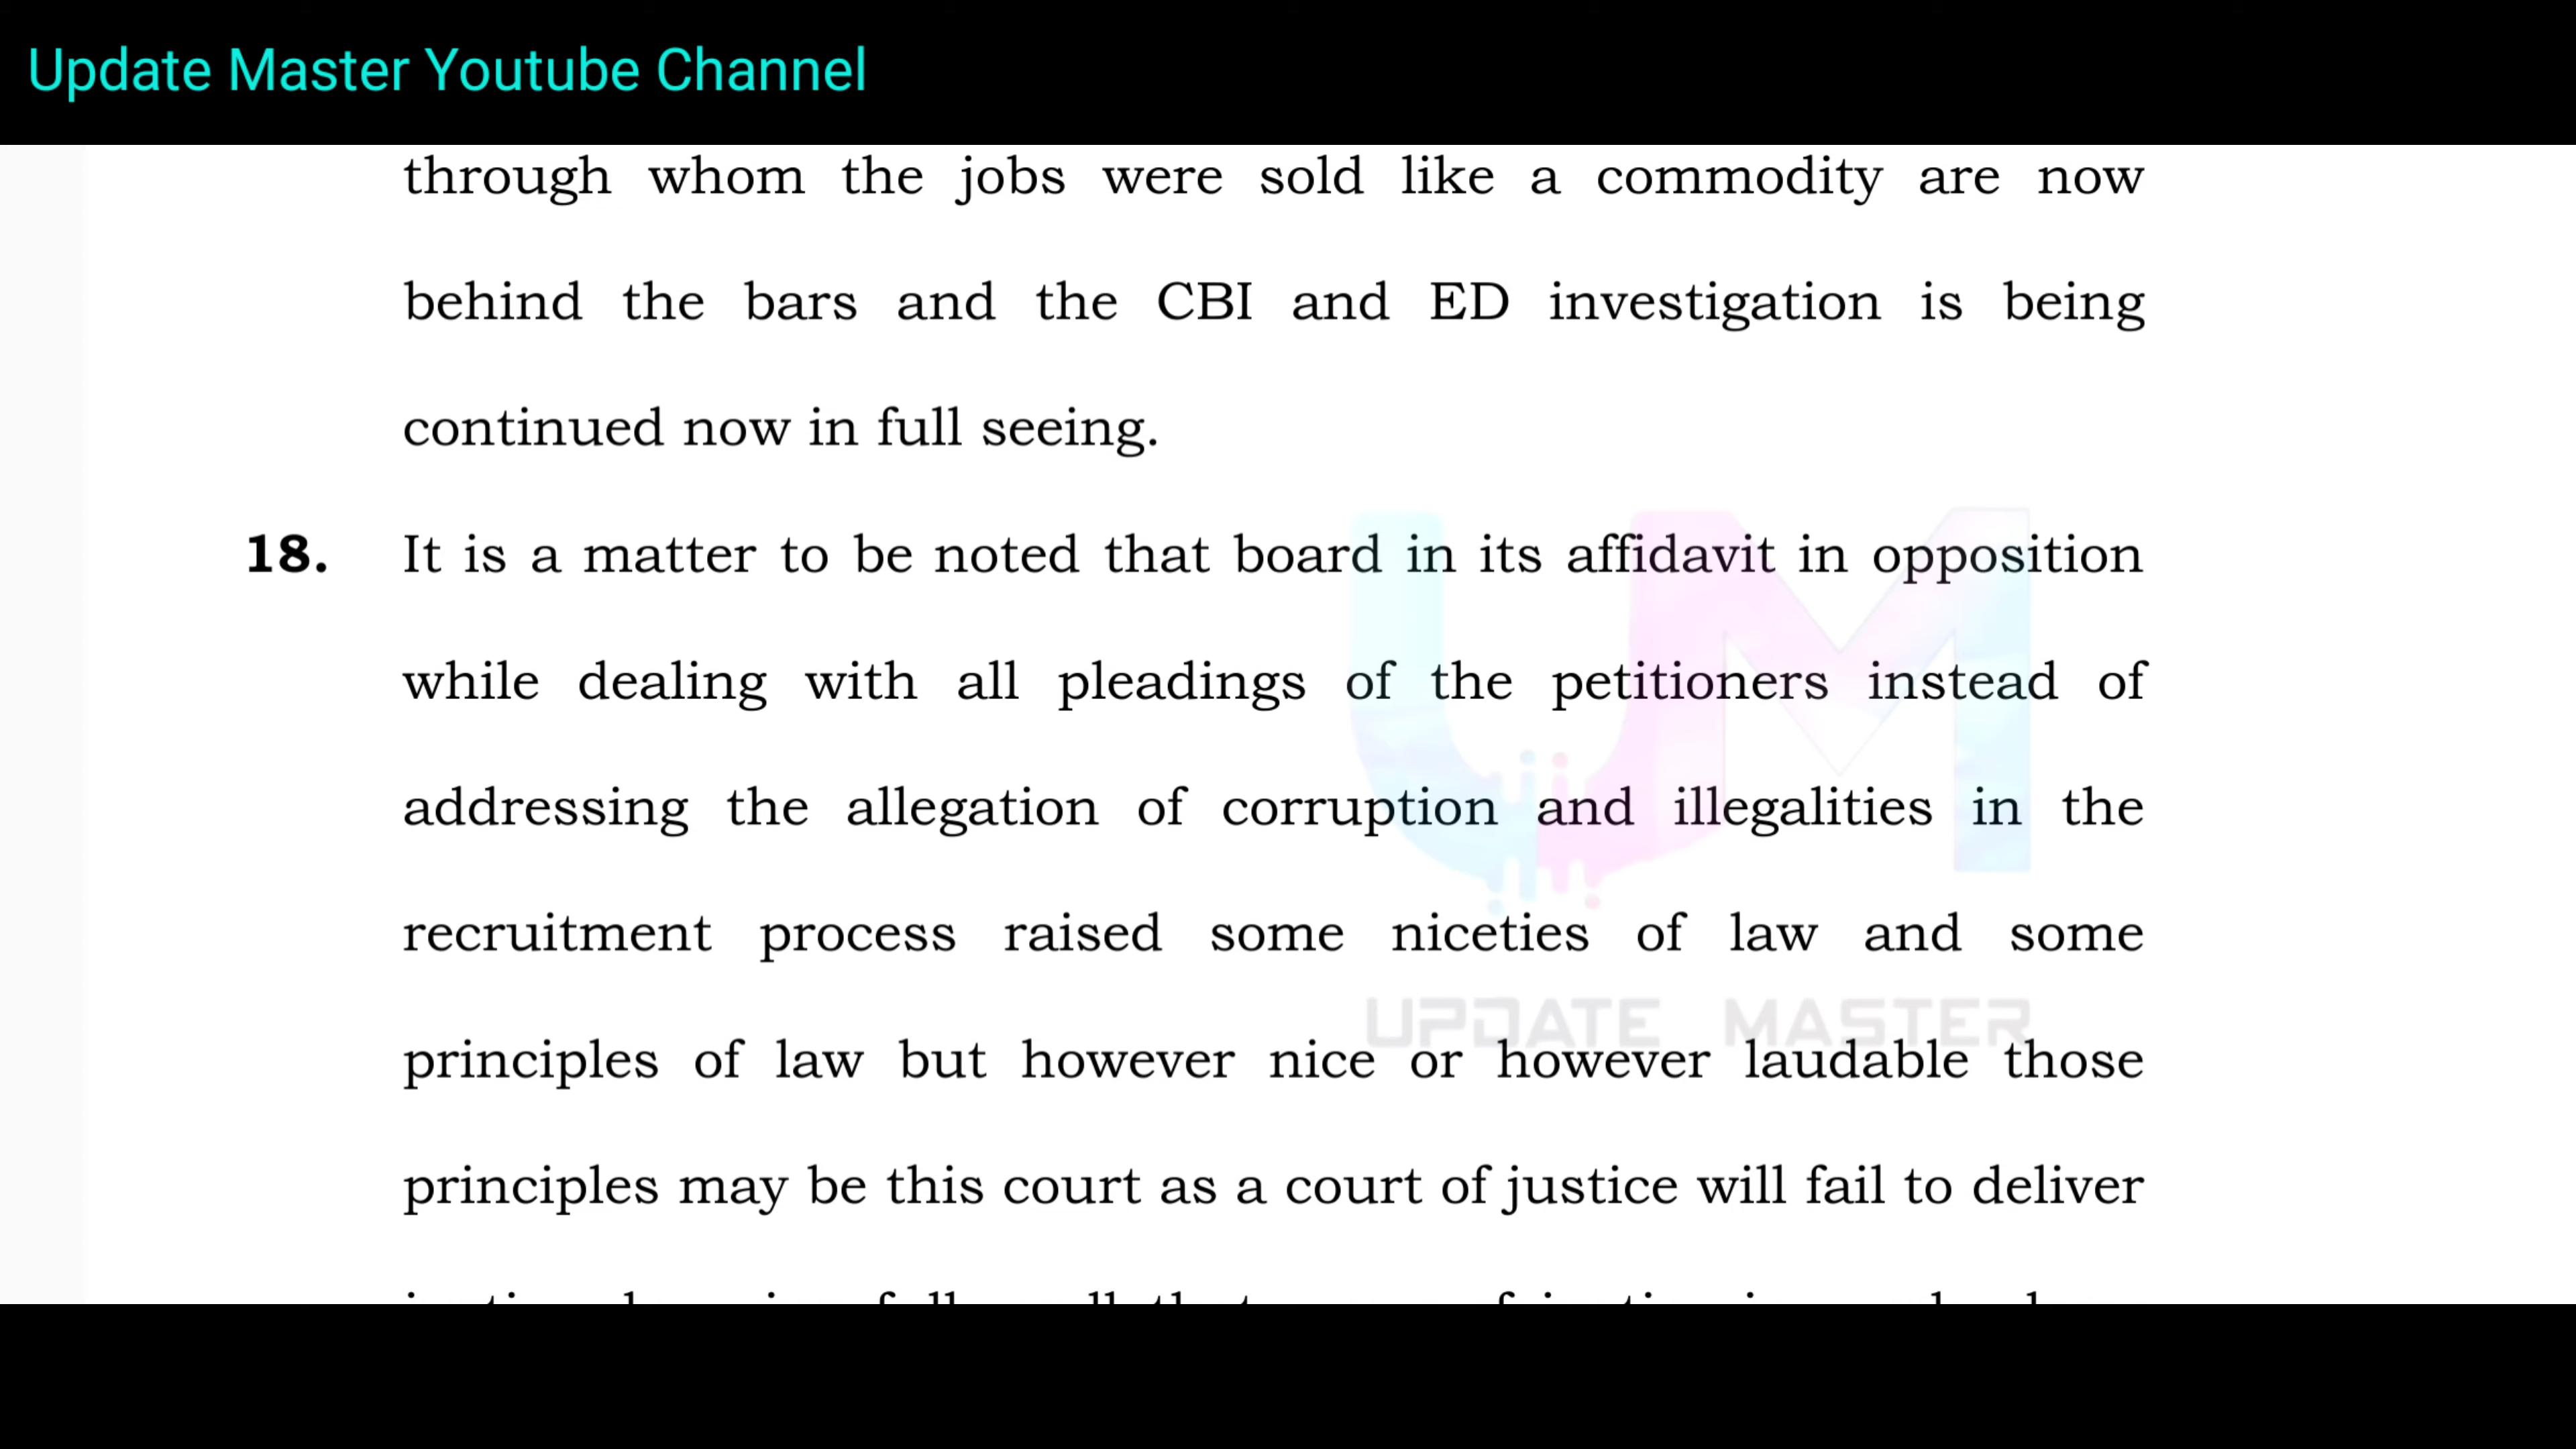 Update Master Youtube Channel
through whom the jobs were sold like a commodity are now
behind the bars and the CBI and ED investigation is being
continued now in full seeing.
18. It is a matter to be noted that board in its affidavit in opposition
while dealing with all pleadings of the petitioners instead of
addressing the allegation of corruption and illegalities in the
recruitment process raised some niceties of law and some
UPDATE MASTER
principles of law but however nice or however laudable those
principles may be this court as a court of justice will fail to deliver